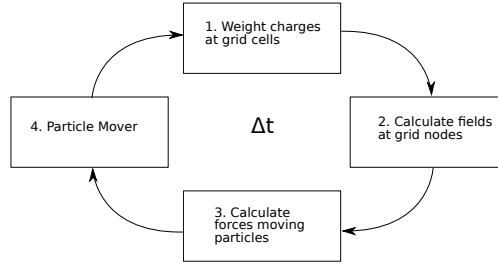 1. Weight charges
at grid cells
4. Particle Mover
Δt
2. Calculate fields
at grid nodes
3. Calculate
forces moving
particles